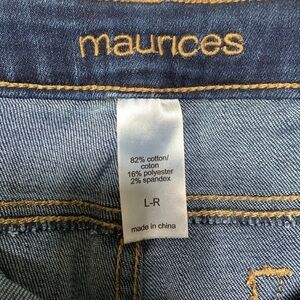 maurices
82% cotton/
coton
16% polyester
2% spandex
L-R
made in china